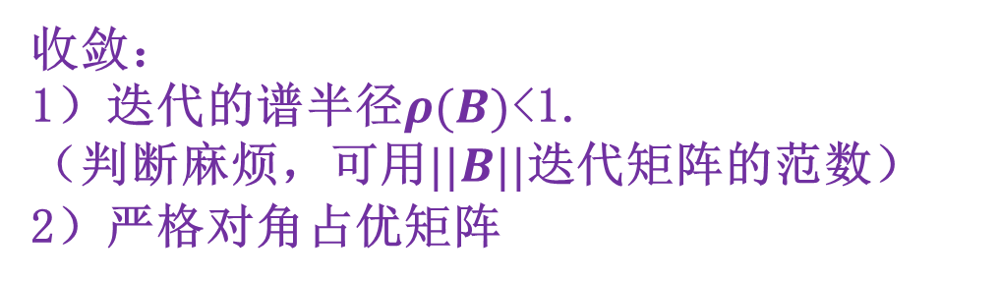 收敛：
1）迭代的谱半径ρ(B)<1.
（判断麻烦，可用||B||迭代矩阵的范数）
2）严格对角占优矩阵